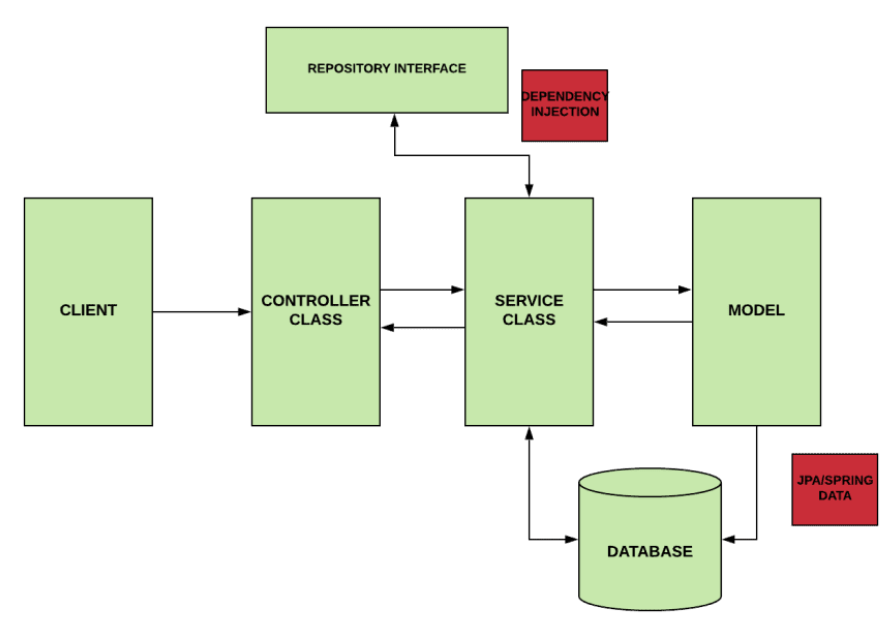 REPOSITORY INTERFACE
DEPENDENCY
INJECTION
CLIENT
CONTROLLER
CLASS
SERVICE
CLASS
MODEL
JPA/SPRING
DATA
DATABASE